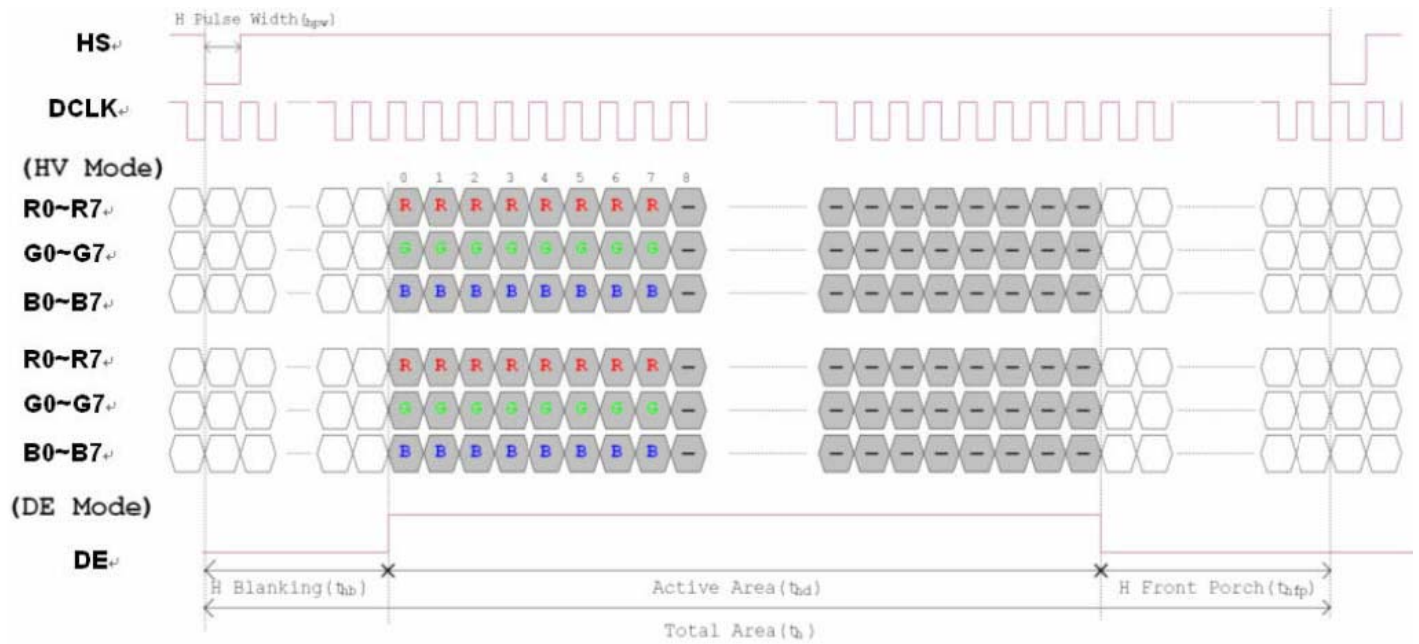 H Pulse Width(thpw)
HS
DCLK
(HV Mode)
0 1 2 3 4 5 6 7 8
R0~R7 R R R R R R R R - - - - - - - - -
G0~G7 G G G G G G G G - - - - - - - - -
B0~B7 B B B B B B B B - - - - - - - - -
R0~R7 R R R R R R R R - - - - - - - - -
G0~G7 G G G G G G G G - - - - - - - - -
B0~B7 B B B B B B B B - - - - - - - - -
(DE Mode)
DE
H Blanking(thb) Active Area(thd) H Front Porch(thfp)
Total Area(th)